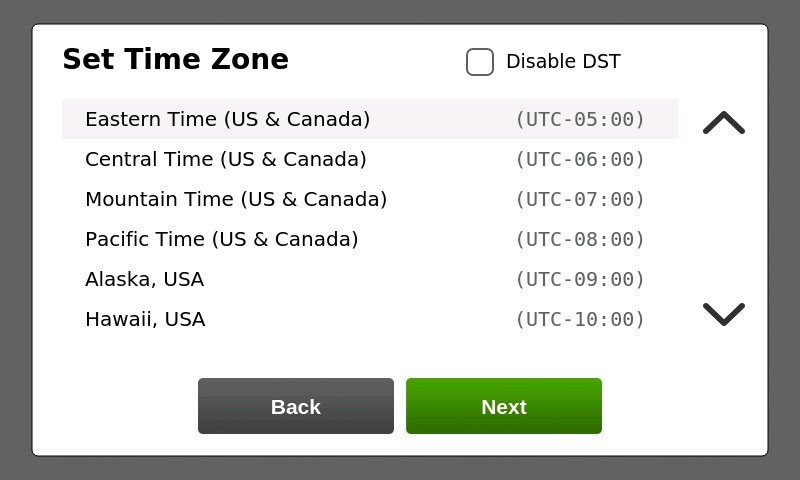 Set Time Zone
Disable DST
Eastern Time (US & Canada) (UTC-05:00)
Central Time (US & Canada) (UTC-06:00)
Mountain Time (US & Canada) (UTC-07:00)
Pacific Time (US & Canada) (UTC-08:00)
Alaska, USA (UTC-09:00)
Hawaii, USA (UTC-10:00)
Back
Next